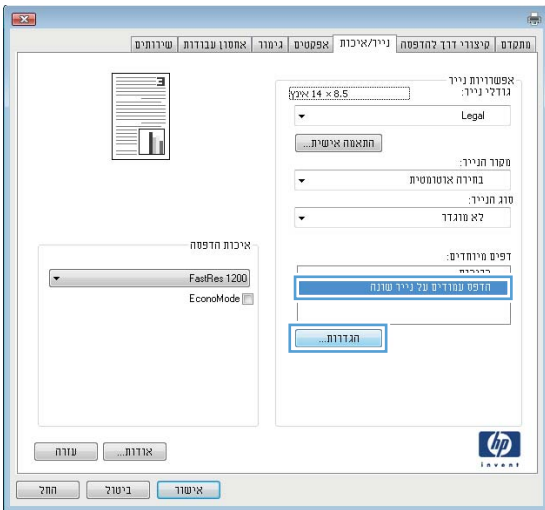 מתקדם
קיצורי דרך להדפסה
נייר/איכות
אפקטים
גימור
אחסון עבודות
שירותים
אפשרויות נייר
גודלי נייר:
8.5 × 14 אינץ'
Legal
התאמה אישית...
מקור הנייר:
בחירה אוטומטית
סוג הנייר:
לא מוגדר
דפים מיוחדים:
הדפס עמודים על נייר שונה
הגדרות...
3
איכות הדפסה
FastRes 1200
EconoMode
hp
invent
אודות...
עזרה
אישור
ביטול
החל